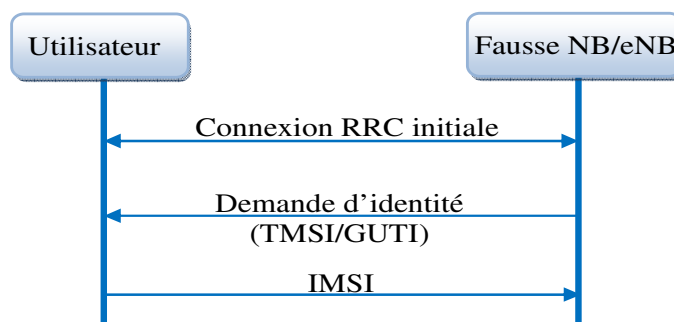 Utilisateur
Fausse NB/eNB
Connexion RRC initiale
Demande d'identité
(TMSI/GUTI)
IMSI